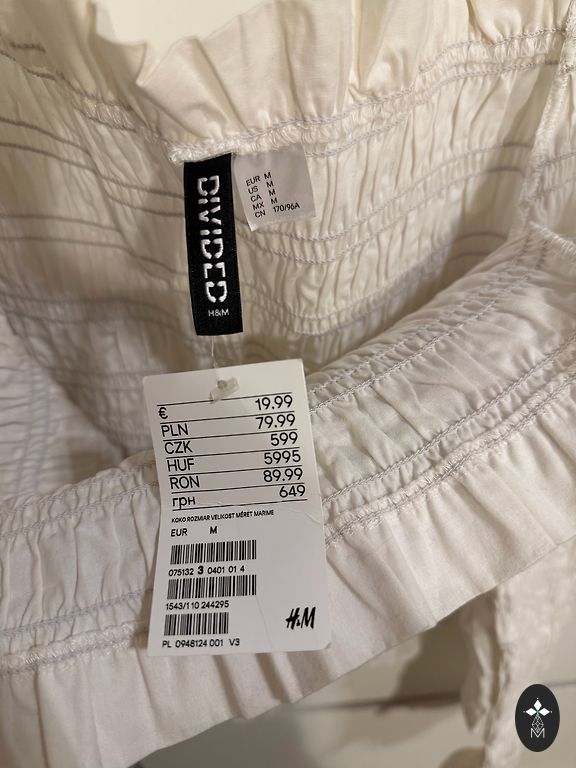 DIVIDED
H&M
EUR M
US M
CA M
MX M
CN 170/96A
€ 19.99
PLN 79.99
CZK 599
HUF 5995
RON 89.99
грн 649
KOKO ROZMIAR VELIKOST MÉRET MARIME
EUR M
075132 3 0401 01 4
1543/110 244295
H&M
PL 0948124 001 V3
M